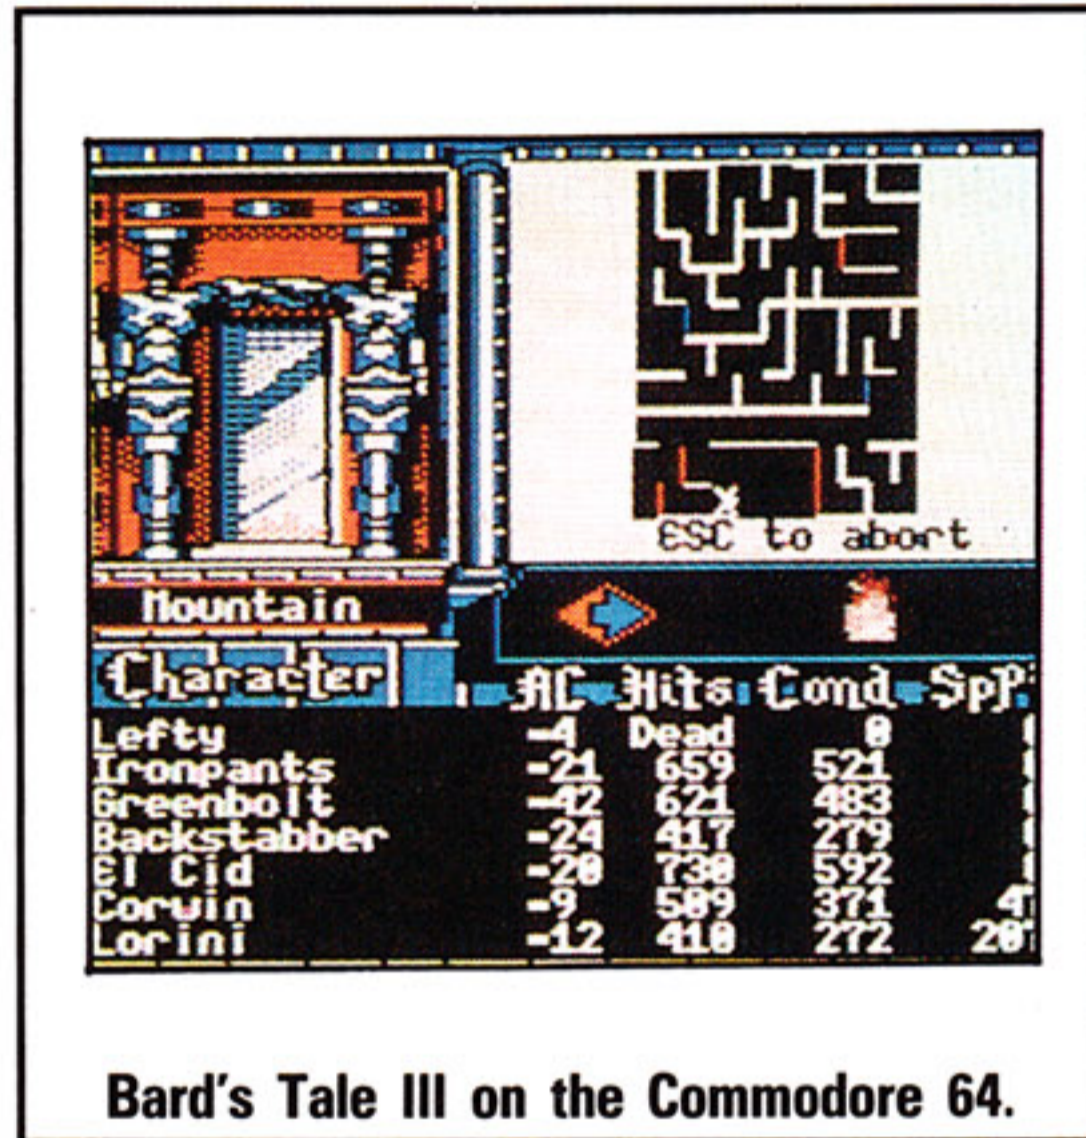 ESC to abort
Mountain
Character AC Hits Cond SpP
Lefty -4 Dead 0
Ironpants -21 659 521
Greenbolt -42 621 483
Backstabber -24 417 279
El Cid -20 730 592
Corwin -9 509 371 4
Lorini -12 410 272 20
Bard's Tale III on the Commodore 64.